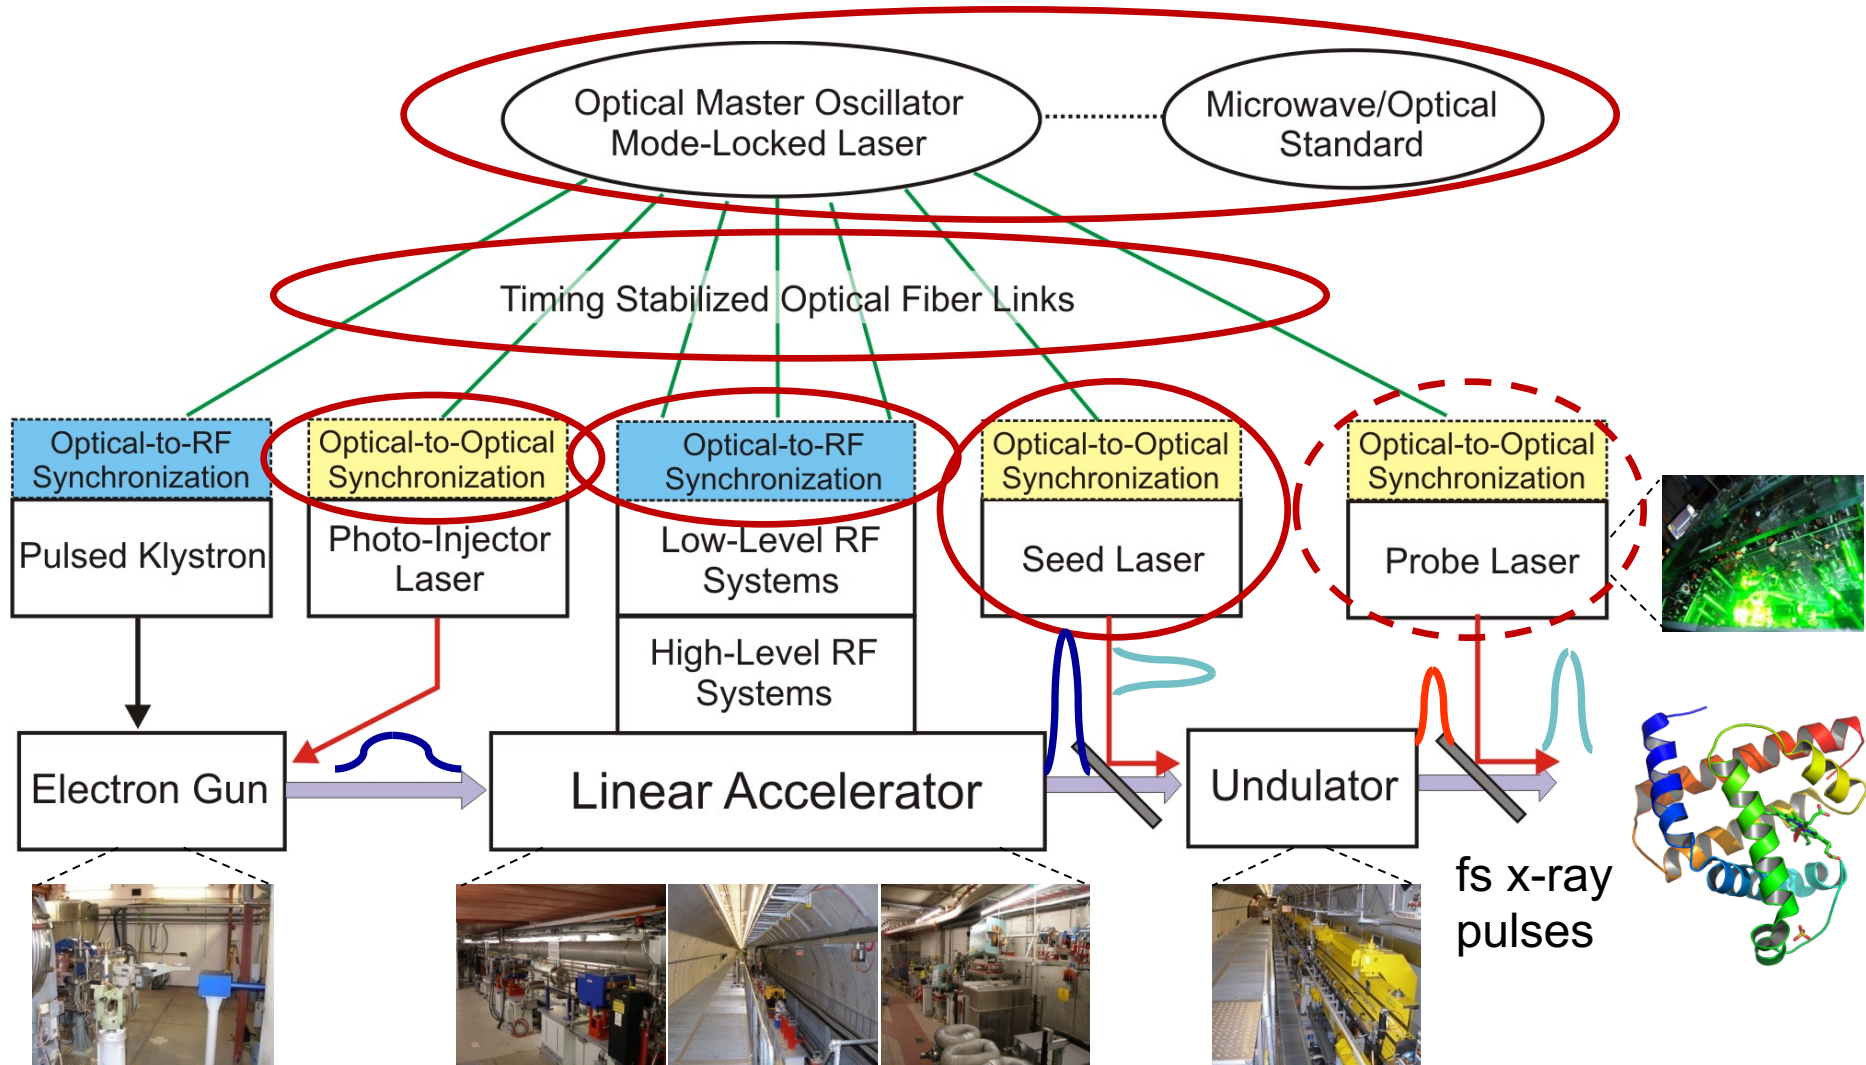 Optical Master Oscillator
Mode-Locked Laser
Microwave/Optical
Standard
Timing Stabilized Optical Fiber Links
Optical-to-RF
Synchronization
Optical-to-Optical
Synchronization
Optical-to-RF
Synchronization
Optical-to-Optical
Synchronization
Optical-to-Optical
Synchronization
Pulsed Klystron
Photo-Injector
Laser
Low-Level RF
Systems
Seed Laser
Probe Laser
High-Level RF
Systems
Electron Gun
Linear Accelerator
Undulator
fs x-ray
pulses